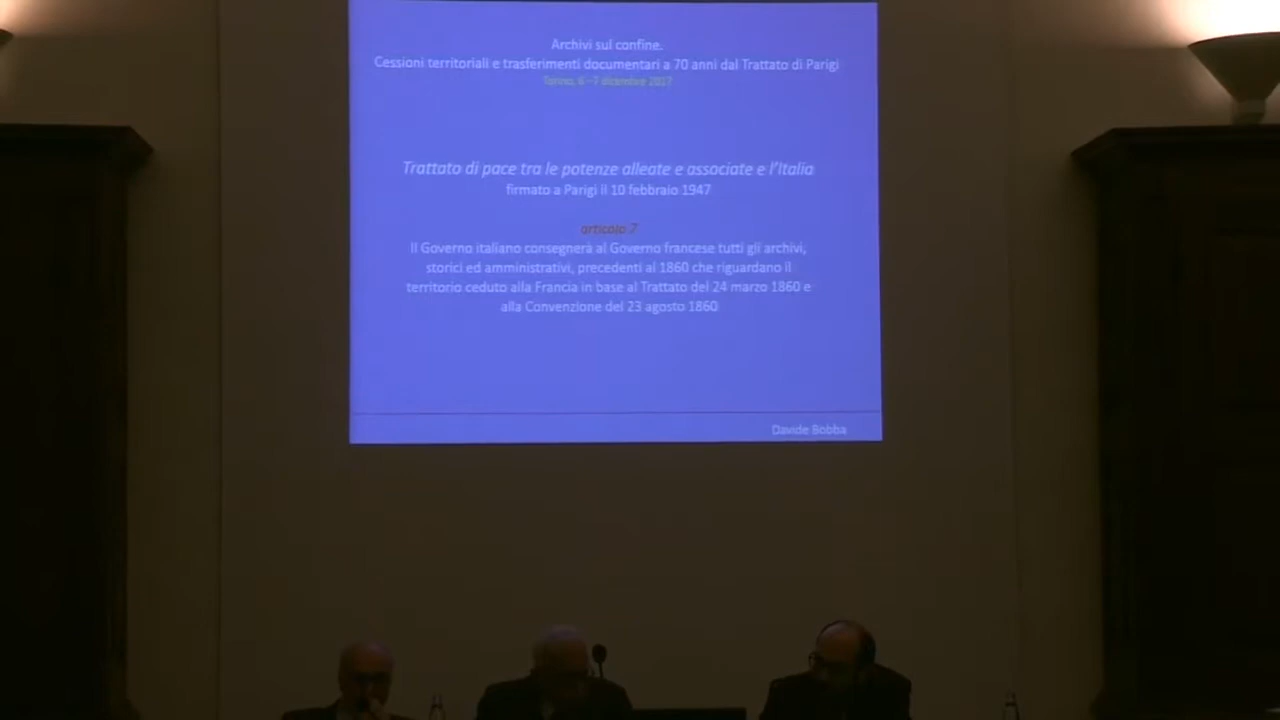 Archivi sul confine.
Cessioni territoriali e trasferimenti documentari a 70 anni dal Trattato di Parigi
Torino, 6 -7 dicembre 2017
Trattato di pace tra le potenze alleate e associate e l'Italia
firmato a Parigi il 10 febbraio 1947
articolo 7
Il Governo italiano consegnerà al Governo francese tutti gli archivi,
storici ed amministrativi, precedenti al 1860 che riguardano il
territorio ceduto alla Francia in base al Trattato del 24 marzo 1860 e
alla Convenzione del 23 agosto 1860
Davide Bobba